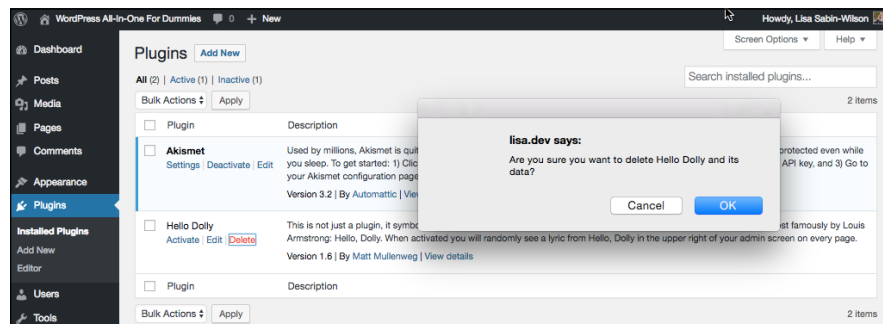 WordPress All-In-One For Dummies 0 + New Howdy, Lisa Sabin-Wilson
Screen Options ▼ Help ▼
Dashboard
Posts
Media
Pages
Comments
Appearance
Plugins
Installed Plugins
Add New
Editor
Users
Tools
Plugins Add New
All (2) | Active (1) | Inactive (1)
Search installed plugins...
Bulk Actions Apply
2 items
Plugin Description
Akismet
Settings | Deactivate | Edit
Used by millions, Akismet is quit protected even while
you sleep. To get started: 1) Clic API key, and 3) Go to
your Akismet configuration page
Version 3.2 | By Automattic | Vie
Hello Dolly
Activate | Edit | Delete
This is not just a plugin, it symbo st famously by Louis
Armstrong: Hello, Dolly. When activated you will randomly see a lyric from Hello, Dolly in the upper right of your admin screen on every page.
Version 1.6 | By Matt Mullenweg | View details
Plugin Description
Bulk Actions Apply
2 items
lisa.dev says:
Are you sure you want to delete Hello Dolly and its
data?
Cancel OK